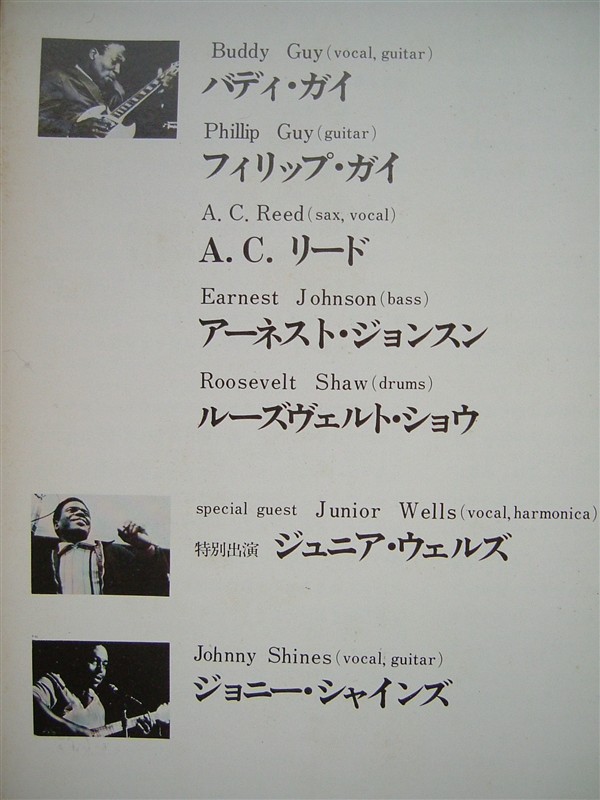 Buddy Guy(vocal, guitar)
バディ・ガイ
Phillip Guy(guitar)
フィリップ・ガイ
A. C. Reed(sax, vocal)
A. C. リード
Earnest Johnson(bass)
アーネスト・ジョンスン
Roosevelt Shaw(drums)
ルーズヴェルト・ショウ
special guest Junior Wells(vocal, harmonica)
特別出演 ジュニア・ウェルズ
Johnny Shines(vocal, guitar)
ジョニー・シャインズ